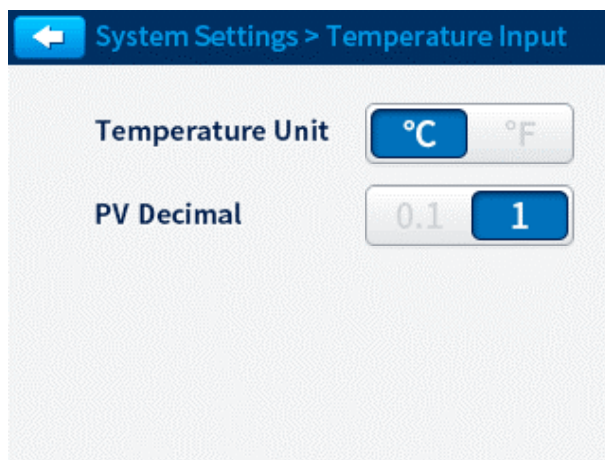 System Settings > Temperature Input
Temperature Unit °C °F
PV Decimal 0.1 1